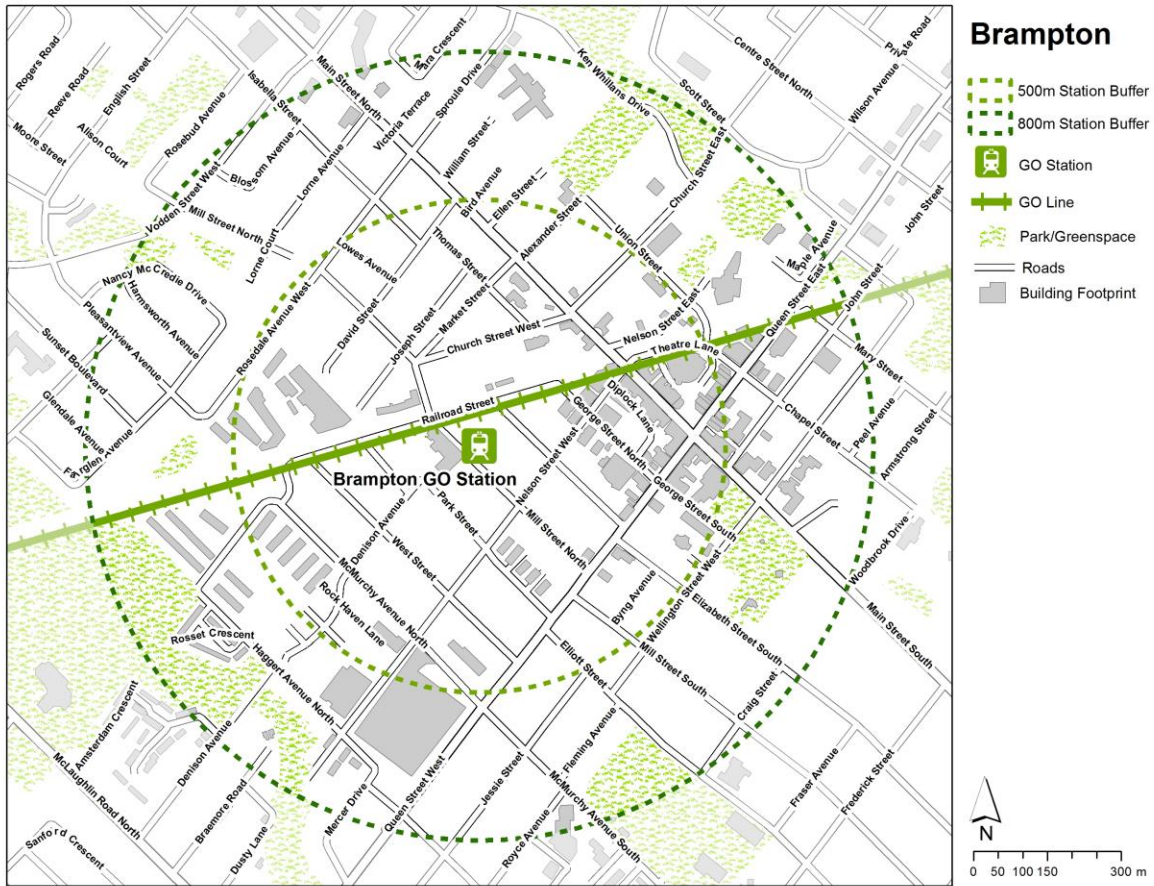 Brampton
500m Station Buffer
800m Station Buffer
GO Station
GO Line
Park/Greenspace
Roads
Building Footprint
N
0 50 100 150 300 m
Rogers Road
Reeve Road
English Street
Moore Street
Alison Court
Rosebud Avenue
Isabella Street
Main Street North
Mara Crescent
Victoria Terrace
Sproule Drive
William Street
Ken Whillans Drive
Scott Street
Centre Street North
Private Road
Wilson Avenue
Blossom Avenue
Lorne Avenue
Vodden Street West
Mill Street North
Bird Avenue
Ellen Street
Church Street East
John Street
Lorne Court
Lowes Avenue
Thomas Street
Alexander Street
Union Street
Maple Avenue
Nancy McCredie Drive
Harmsworth Avenue
Pleasantview Avenue
Rosedale Avenue West
David Street
Joseph Street
Market Street
Church Street West
Nelson Street East
Theatre Lane
Queen Street East
John Street
Sunset Boulevard
Glendale Avenue
Fairglen Avenue
Railroad Street
Diplock Lane
George Street North
Mary Street
Chapel Street
Peel Avenue
Armstrong Street
Brampton GO Station
Nelson Street West
Park Street
Denison Avenue
West Street
Mill Street North
George Street South
McMurchy Avenue North
Rock Haven Lane
Byng Avenue
Wellington Street West
Elizabeth Street South
Woodbrook Drive
Main Street South
Rosset Crescent
Haggert Avenue North
Elliott Street
Mill Street South
Craig Street
Amsterdam Crescent
Denison Avenue
McLaughlin Road North
Braemore Road
Dusty Lane
Mercer Drive
Queen Street West
Jessie Street
Fleming Avenue
McMurchy Avenue South
Royce Avenue
Fraser Avenue
Frederick Street
Sanford Crescent